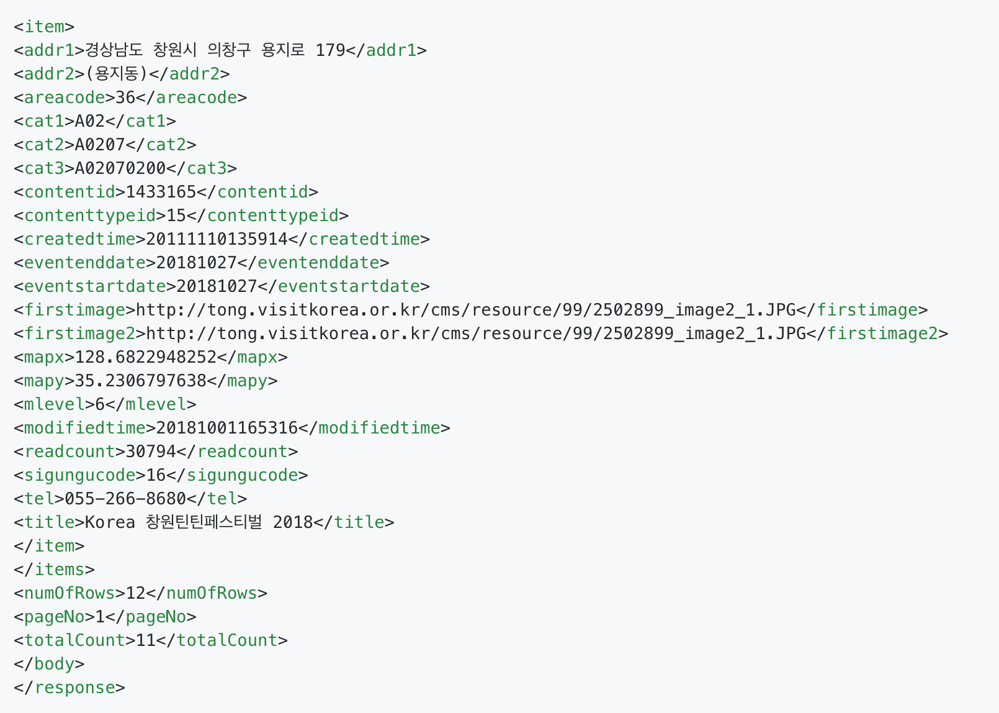 <item>
<addr1>경상남도 창원시 의창구 용지로 179</addr1>
<addr2>(용지동)</addr2>
<areacode>36</areacode>
<cat1>A02</cat1>
<cat2>A0207</cat2>
<cat3>A02070200</cat3>
<contentid>1433165</contentid>
<contenttypeid>15</contenttypeid>
<createdtime>20111110135914</createdtime>
<eventenddate>20181027</eventenddate>
<eventstartdate>20181027</eventstartdate>
<firstimage>http://tong.visitkorea.or.kr/cms/resource/99/2502899_image2_1.JPG</firstimage>
<firstimage2>http://tong.visitkorea.or.kr/cms/resource/99/2502899_image2_1.JPG</firstimage2>
<mapx>128.6822948252</mapx>
<mapy>35.2306797638</mapy>
<mlevel>6</mlevel>
<modifiedtime>20181001165316</modifiedtime>
<readcount>30794</readcount>
<sigungucode>16</sigungucode>
<tel>055-266-8680</tel>
<title>Korea 창원틴틴페스티벌 2018</title>
</item>
</items>
<numOfRows>12</numOfRows>
<pageNo>1</pageNo>
<totalCount>11</totalCount>
</body>
</response>